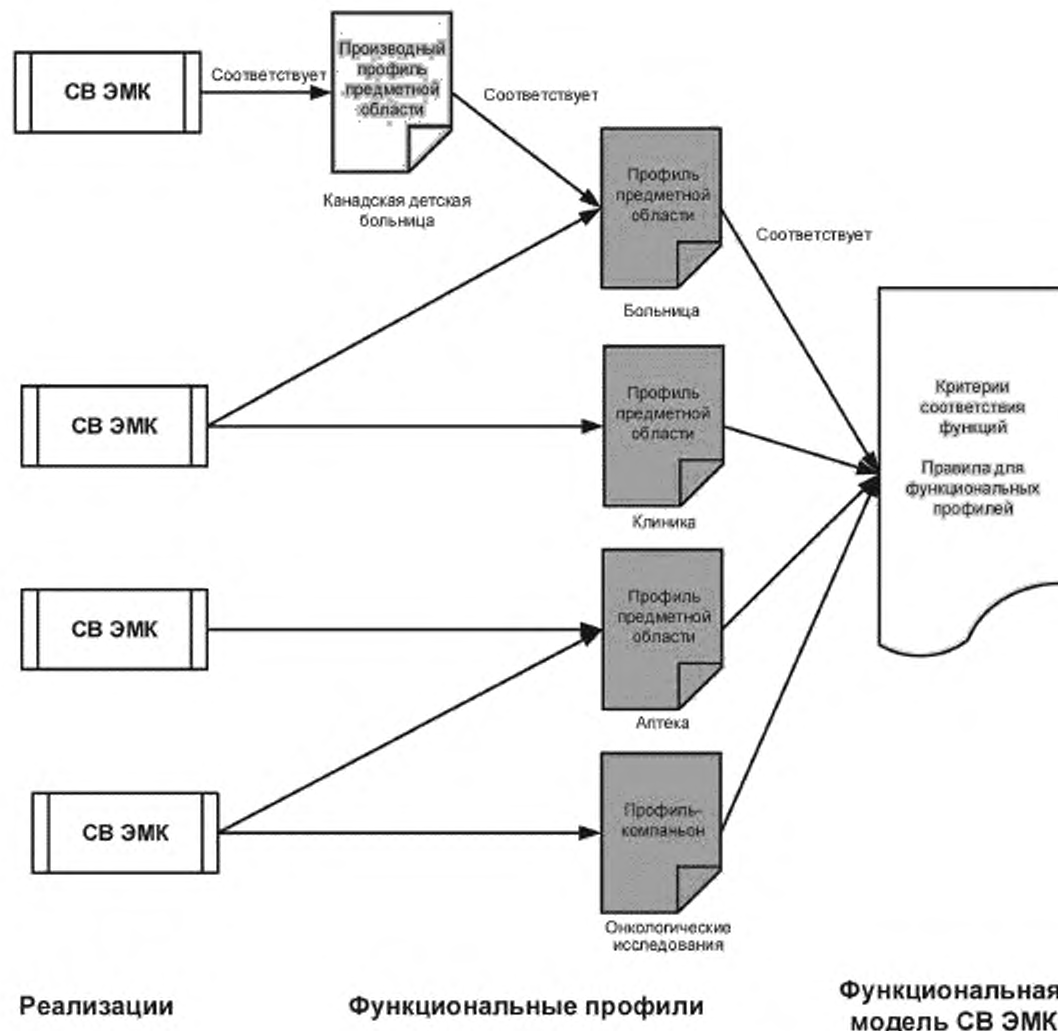 СВ ЭМК
Соответствует
Производный
профиль
предметной
области
Соответствует
Канадская детская
больница
Профиль
предметной
области
Соответствует
Больница
СВ ЭМК
Профиль
предметной
области
Клиника
Критерии
соответствия
функций
Правила для
функциональных
профилей
СВ ЭМК
Профиль
предметной
области
Аптека
СВ ЭМК
Профиль-
компаньон
Онкологические
исследования
Реализации
Функциональные профили
Функциональная
модель СВ ЭМК